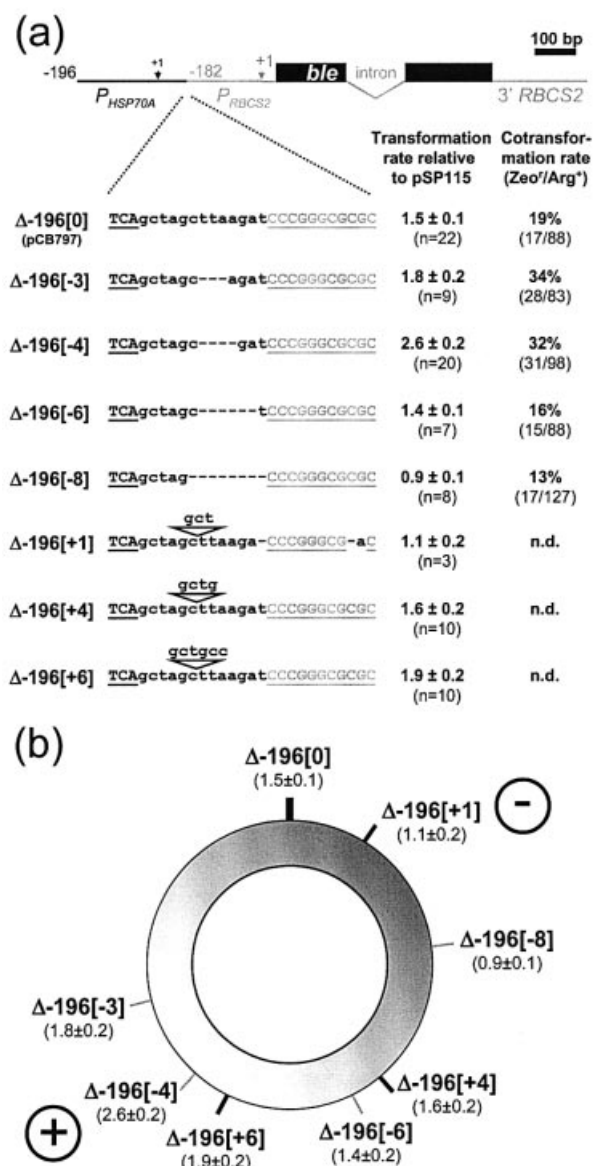 (a)
100 bp
-196 +1 -182 +1 ble intron
P_HSP70A P_RBCS2 3' RBCS2
Transformation rate relative to pSP115
Cotransfor-mation rate (Zeo^r/Arg^+)
Δ-196[0] TCAgctagcttaagatCCCGGGCGCGC 1.5 ± 0.1 19%
(pCB797) (n=22) (17/88)
Δ-196[-3] TCAgctagc---agatCCCGGGCGCGC 1.8 ± 0.2 34%
(n=9) (28/83)
Δ-196[-4] TCAgctagc----gatCCCGGGCGCGC 2.6 ± 0.2 32%
(n=20) (31/98)
Δ-196[-6] TCAgctagc------tCCCGGGCGCGC 1.4 ± 0.1 16%
(n=7) (15/88)
Δ-196[-8] TCAgctag--------CCCGGGCGCGC 0.9 ± 0.1 13%
(n=8) (17/127)
gct
Δ-196[+1] TCAgctagcttaaga-CCCGGGCG-aC 1.1 ± 0.2 n.d.
(n=3)
gctg
Δ-196[+4] TCAgctagcttaagatCCCGGGCGCGC 1.6 ± 0.2 n.d.
(n=10)
gctgcc
Δ-196[+6] TCAgctagcttaagatCCCGGGCGCGC 1.9 ± 0.2 n.d.
(n=10)
(b)
Δ-196[0]
(1.5±0.1)
-
Δ-196[+1]
(1.1±0.2)
Δ-196[-8]
(0.9±0.1)
Δ-196[-3]
(1.8±0.2)
Δ-196[-4]
(2.6±0.2)
Δ-196[+4]
(1.6±0.2)
+
Δ-196[+6]
(1.9±0.2)
Δ-196[-6]
(1.4±0.2)